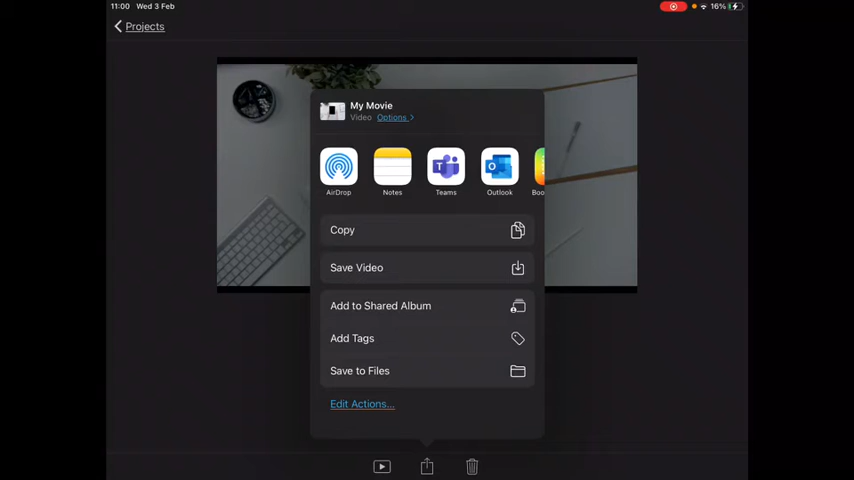 11:00 Wed 3 Feb
16%
Projects
My Movie
Video Options >
AirDrop Notes Teams Outlook Boo
Copy
Save Video
Add to Shared Album
Add Tags
Save to Files
Edit Actions...